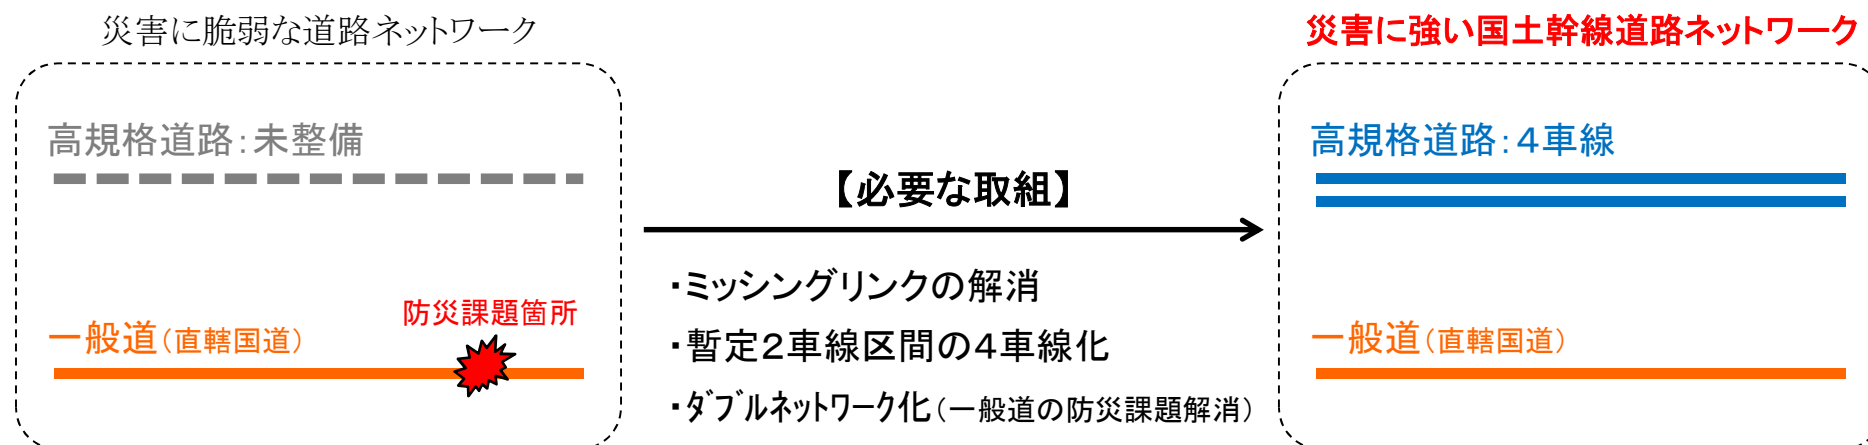 災害に脆弱な道路ネットワーク
高規格道路:未整備
防災課題箇所
一般道(直轄国道)
【必要な取組】
・ミッシングリンクの解消
・暫定2車線区間の4車線化
・ダブルネットワーク化(一般道の防災課題解消)
災害に強い国土幹線道路ネットワーク
高規格道路:4車線
一般道(直轄国道)